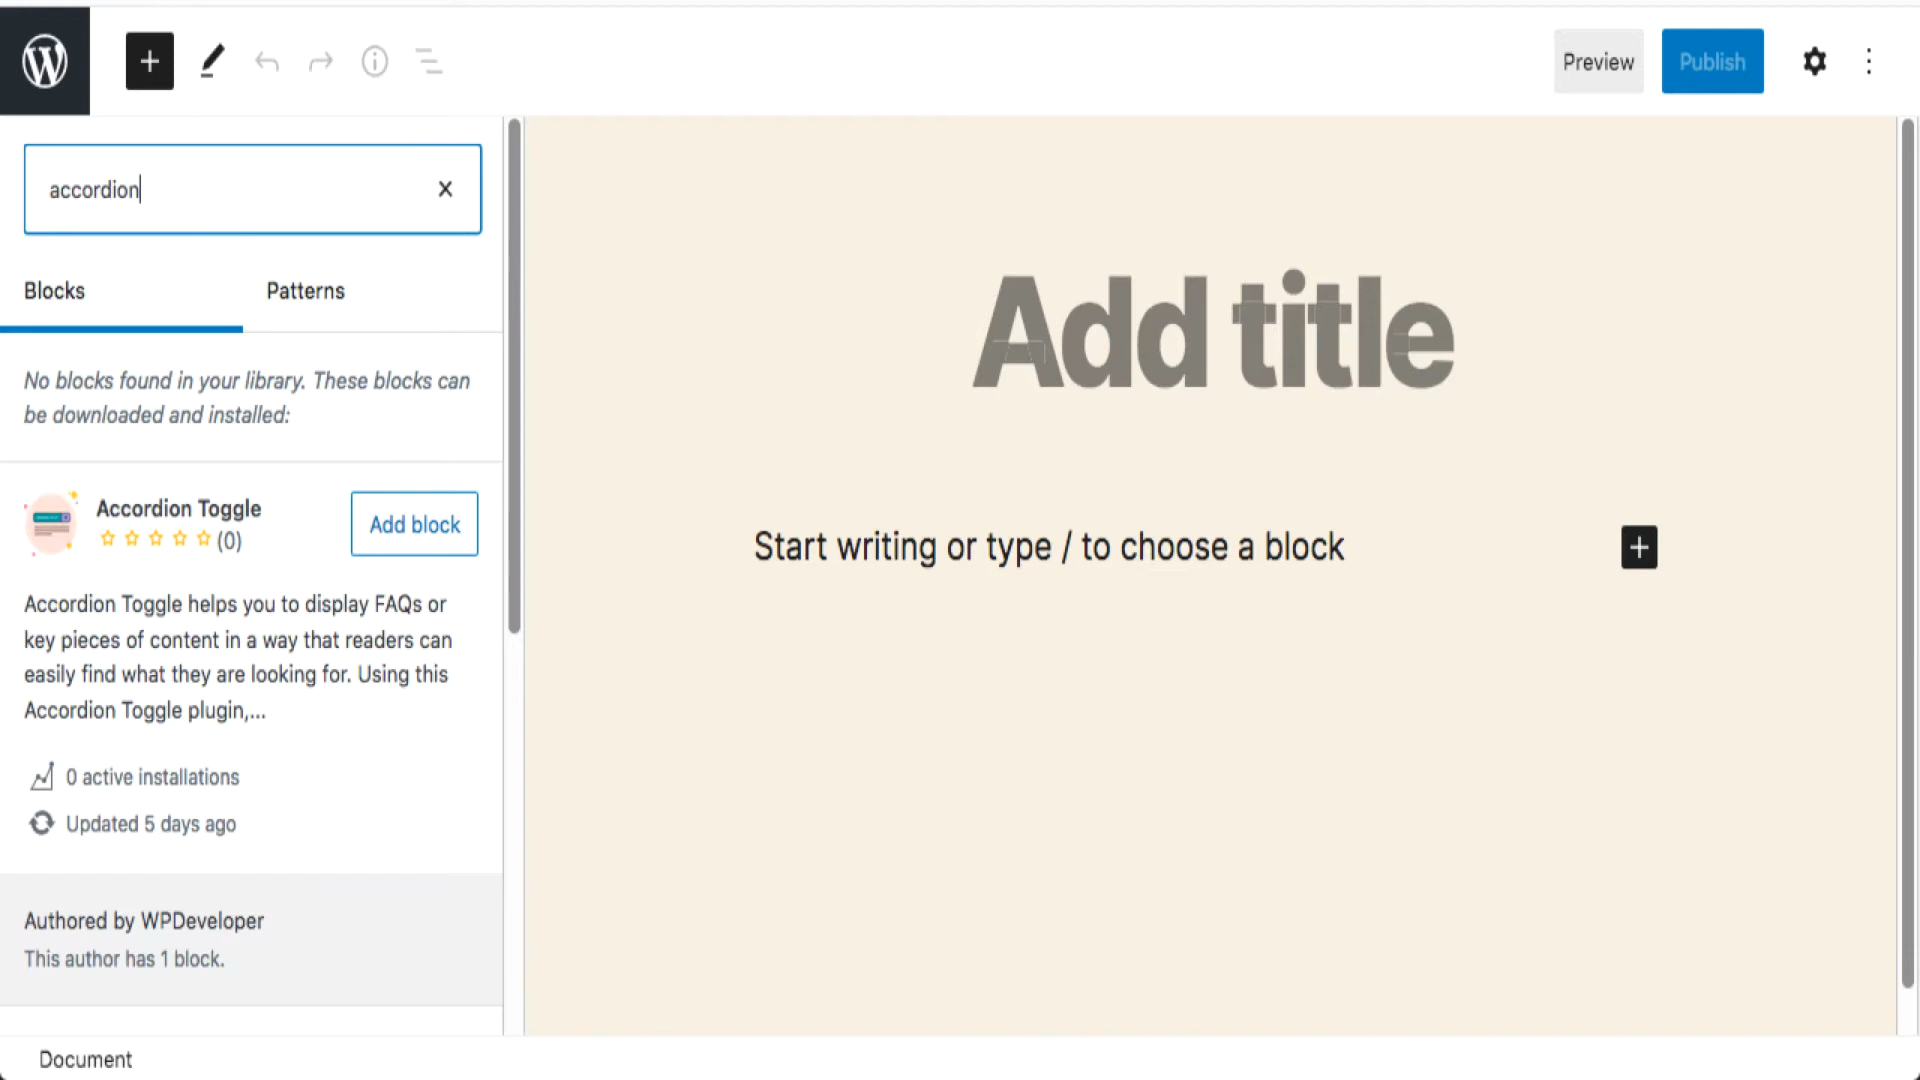 Preview
Publish
accordion
Blocks
Patterns
No blocks found in your library. These blocks can
be downloaded and installed:
Accordion Toggle
(0)
Add block
Accordion Toggle helps you to display FAQs or
key pieces of content in a way that readers can
easily find what they are looking for. Using this
Accordion Toggle plugin,...
0 active installations
Updated 5 days ago
Authored by WPDeveloper
This author has 1 block.
Add title
Start writing or type / to choose a block
Document